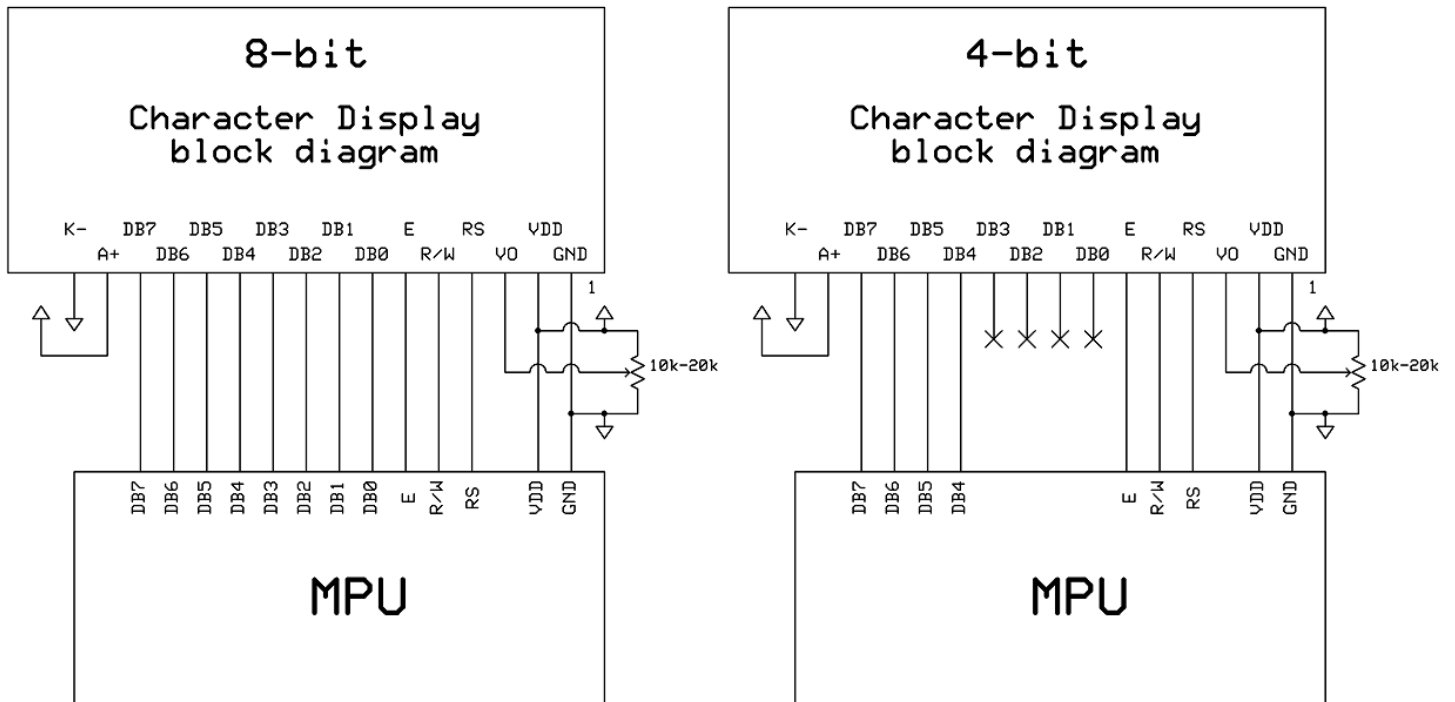 8-bit
Character Display
block diagram
K- DB7 DB5 DB3 DB1 E RS VDD
A+ DB6 DB4 DB2 DB0 R/W VO GND
1
10k-20k
DB7 DB6 DB5 DB4 DB3 DB2 DB1 DB0 E R/W RS VDD GND
MPU
4-bit
Character Display
block diagram
K- DB7 DB5 DB3 DB1 E RS VDD
A+ DB6 DB4 DB2 DB0 R/W VO GND
1
10k-20k
DB7 DB6 DB5 DB4 E R/W RS VDD GND
MPU